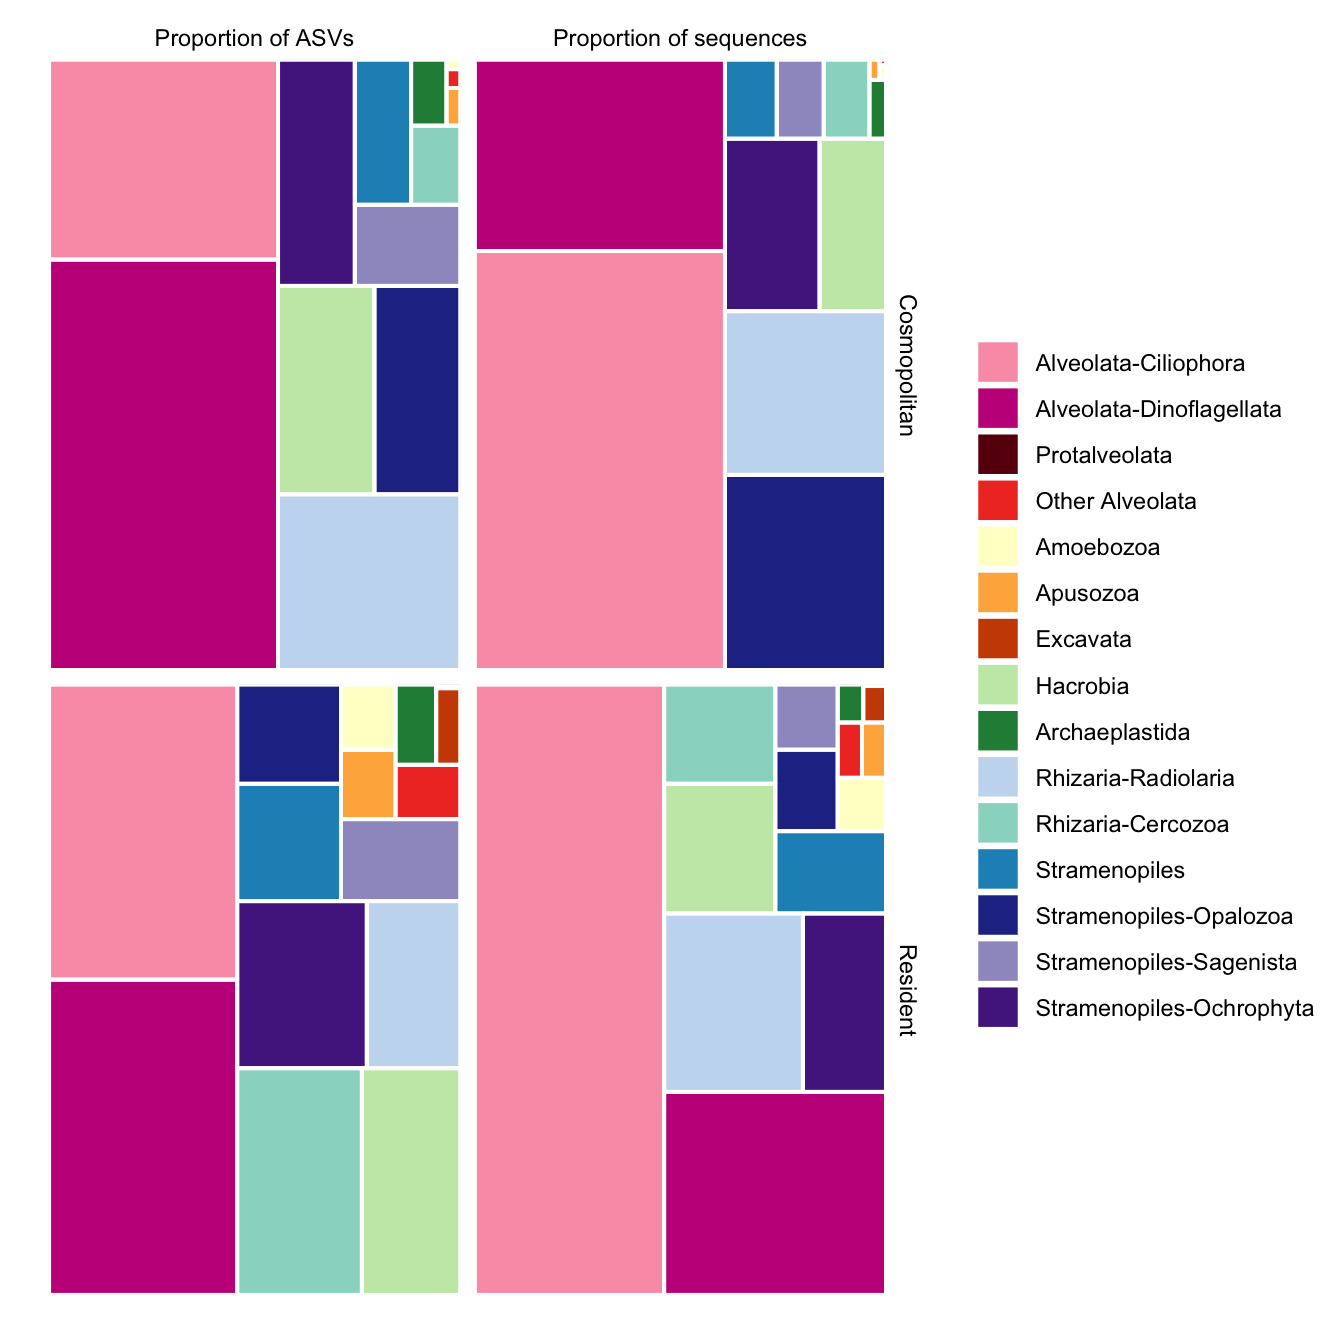 Proportion of ASVs
Proportion of sequences
Cosmopolitan
Resident
Alveolata-Ciliophora
Alveolata-Dinoflagellata
Protalveolata
Other Alveolata
Amoebozoa
Apusozoa
Excavata
Hacrobia
Archaeplastida
Rhizaria-Radiolaria
Rhizaria-Cercozoa
Stramenopiles
Stramenopiles-Opalozoa
Stramenopiles-Sagenista
Stramenopiles-Ochrophyta